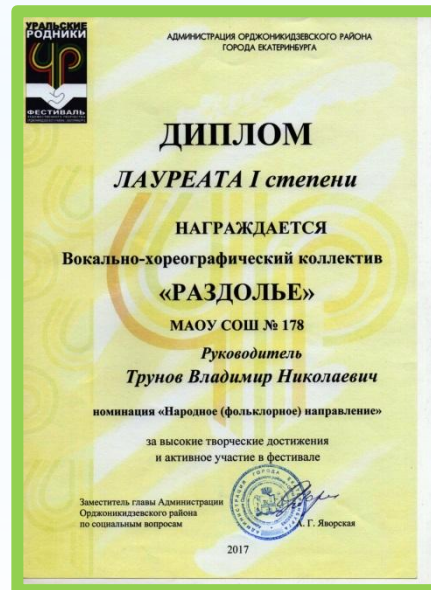 УРАЛЬСКИЕ
РОДНИКИ
ФЕСТИВАЛЬ
АДМИНИСТРАЦИЯ ОРДЖОНИКИДЗЕВСКОГО РАЙОНА
ГОРОДА ЕКАТЕРИНБУРГА
ДИПЛОМ
ЛАУРЕАТА I степени
НАГРАЖДАЕТСЯ
Вокально-хореографический коллектив
«РАЗДОЛЬЕ»
МАОУ СОШ № 178
Руководитель
Трунов Владимир Николаевич
номинация «Народное (фольклорное) направление»
за высокие творческие достижения
и активное участие в фестивале
Заместитель главы Администрации
Орджоникидзевского района
по социальным вопросам
А. Г. Яворская
2017